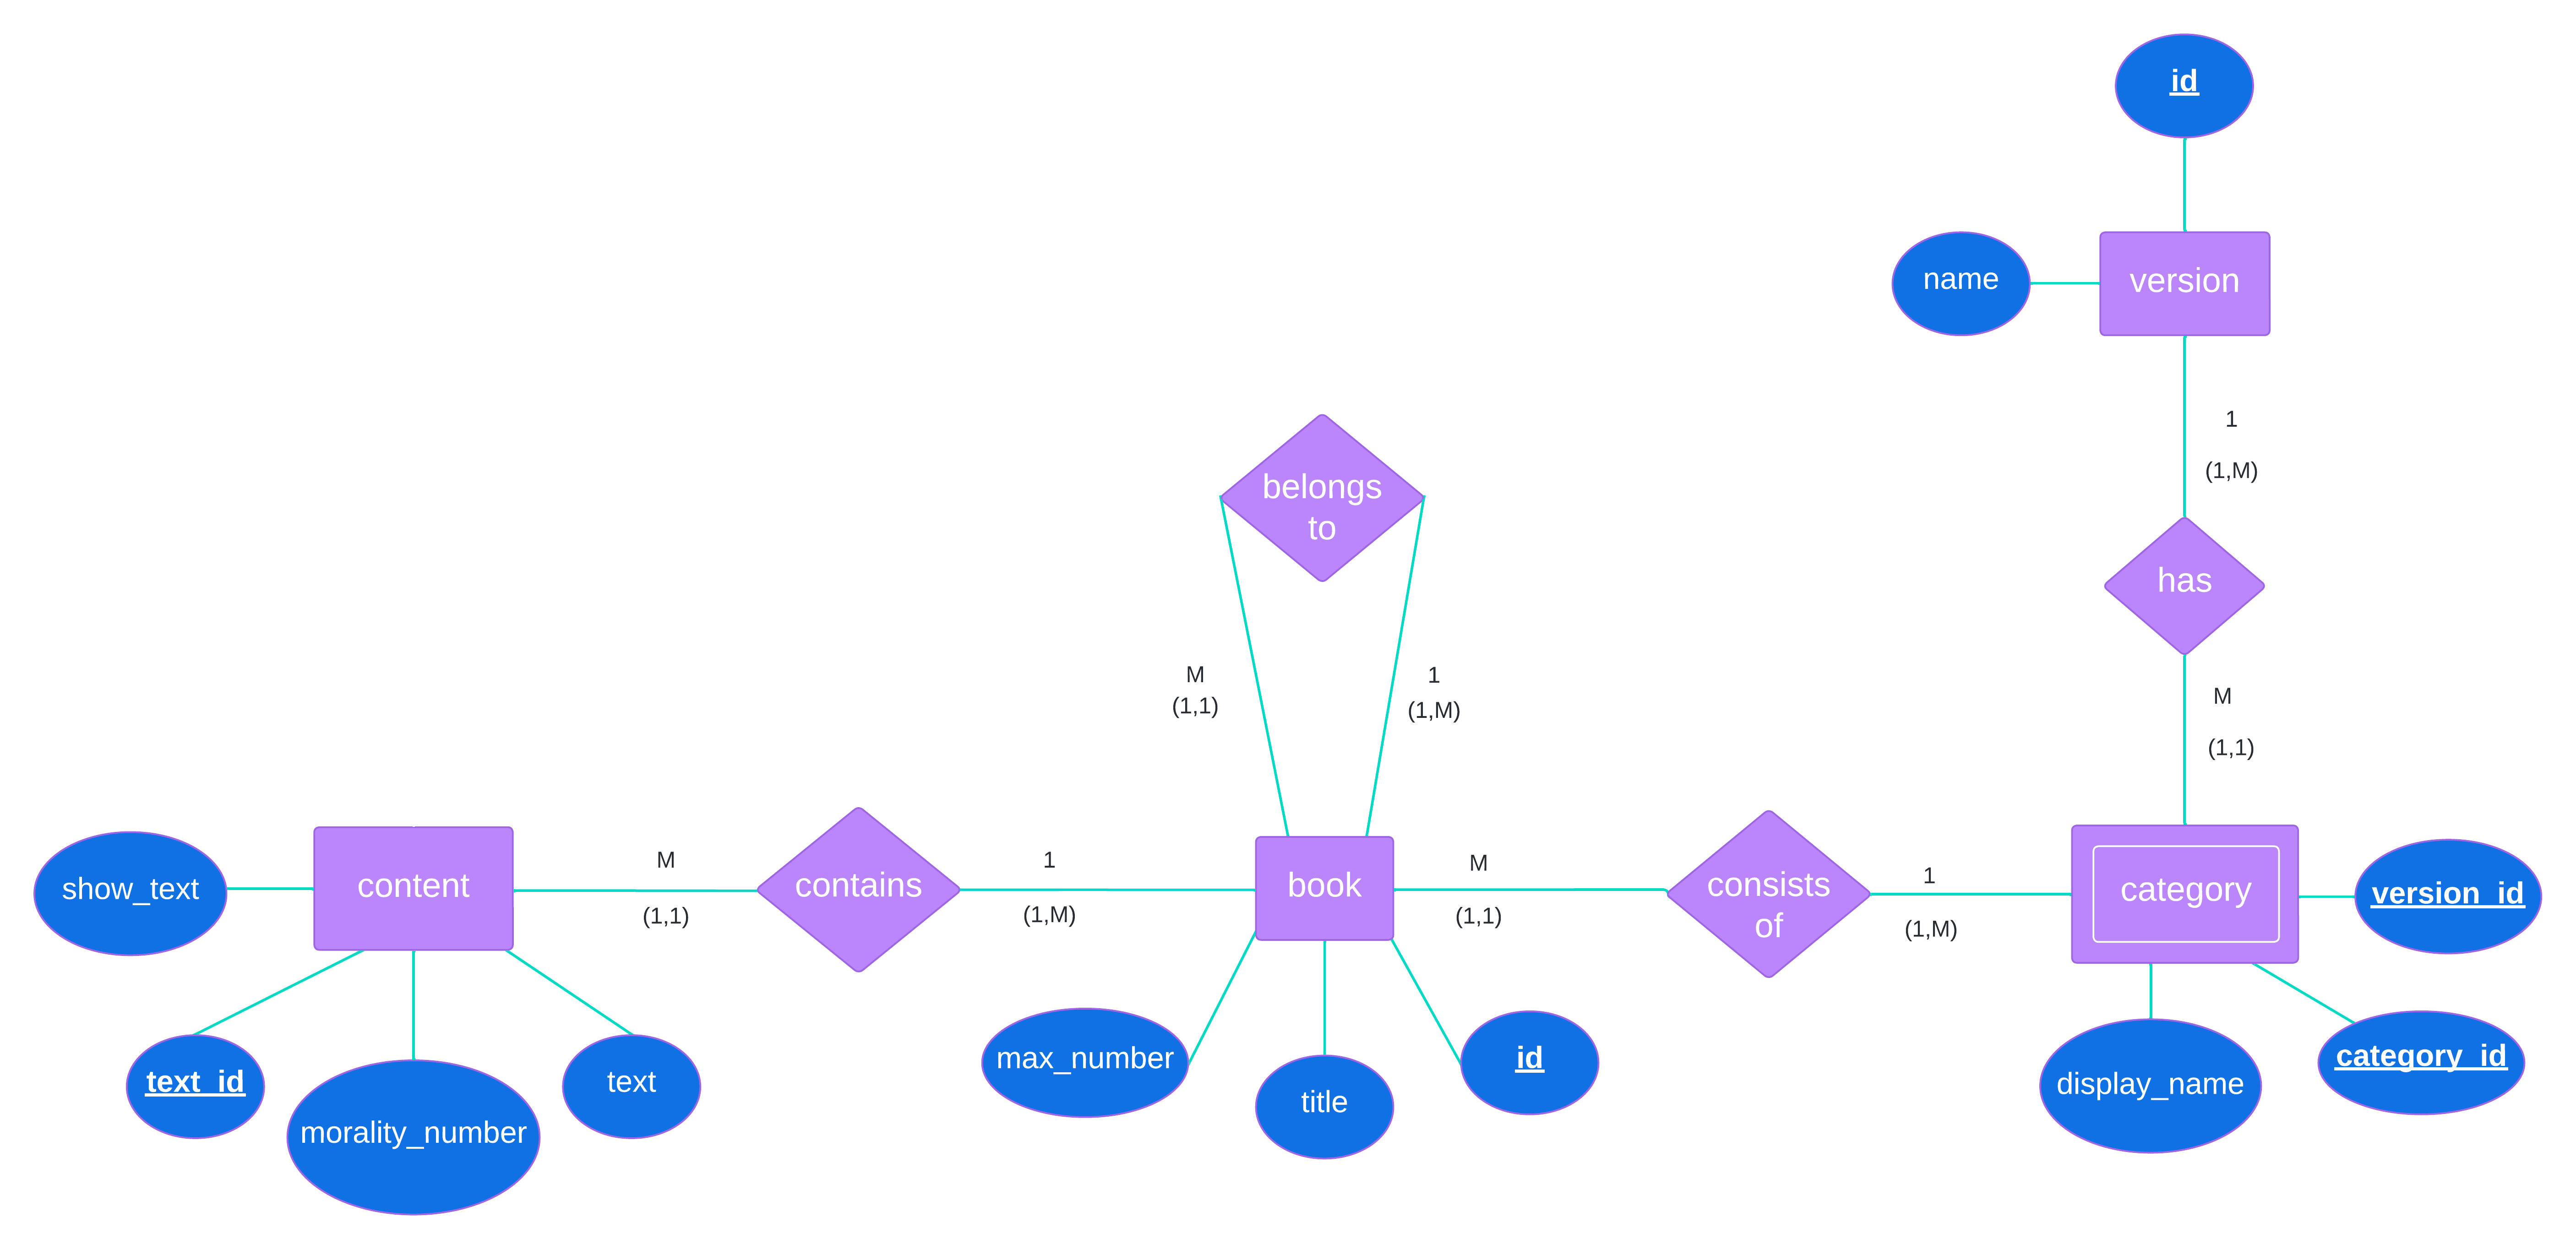 id
name
version
1
(1,M)
belongs
to
has
M
(1,1)
1
(1,M)
M
(1,1)
show_text
content
M
(1,1)
contains
1
(1,M)
book
M
(1,1)
consists
of
1
(1,M)
category
version_id
text_id
morality_number
text
max_number
title
id
display_name
category_id